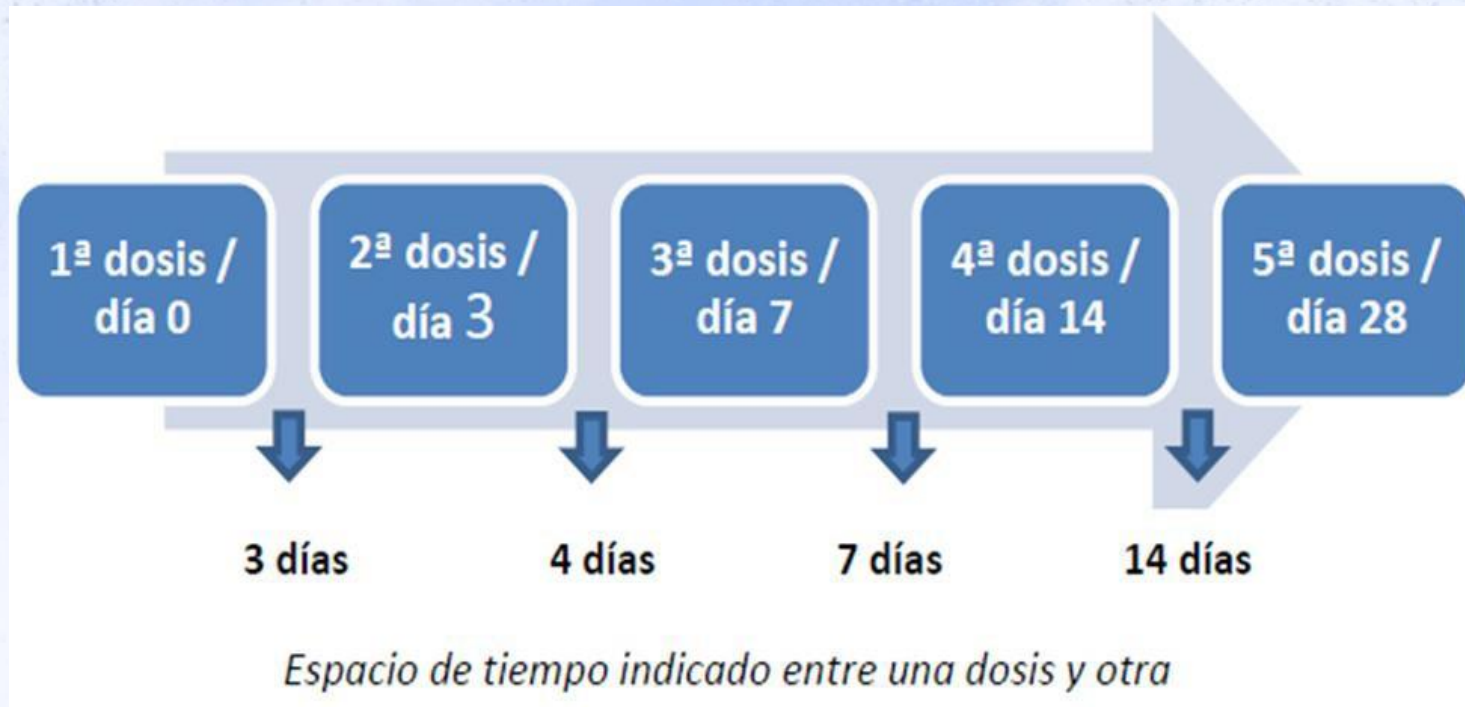 1ª dosis /
día 0
2ª dosis /
día 3
3ª dosis /
día 7
4ª dosis /
día 14
5ª dosis /
día 28
3 días
4 días
7 días
14 días
Espacio de tiempo indicado entre una dosis y otra